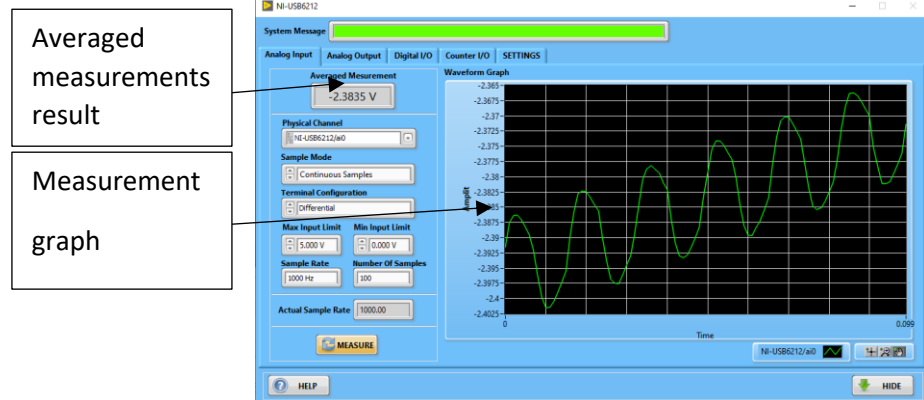 Averaged
measurements
result
Measurement
graph
NI-USB6212
System Message
Analog Input Analog Output Digital I/O Counter I/O SETTINGS
Averaged Mesurement
-2.3835 V
Physical Channel
NI-USB6212/ai0
Sample Mode
Continuous Samples
Terminal Configuration
Differential
Max Input Limit Min Input Limit
5.000 V 0.000 V
Sample Rate Number Of Samples
1000 Hz 100
Actual Sample Rate 1000.00
MEASURE
Waveform Graph
-2.365
-2.3675
-2.37
-2.3725
-2.3755
-2.3775
-2.38
-2.3825
-2.385
-2.3875
-2.39
-2.3925
-2.395
-2.3975
-2.4
-2.4025
Amplit
0 0.099
Time
NI-USB6212/ai0
HELP HIDE